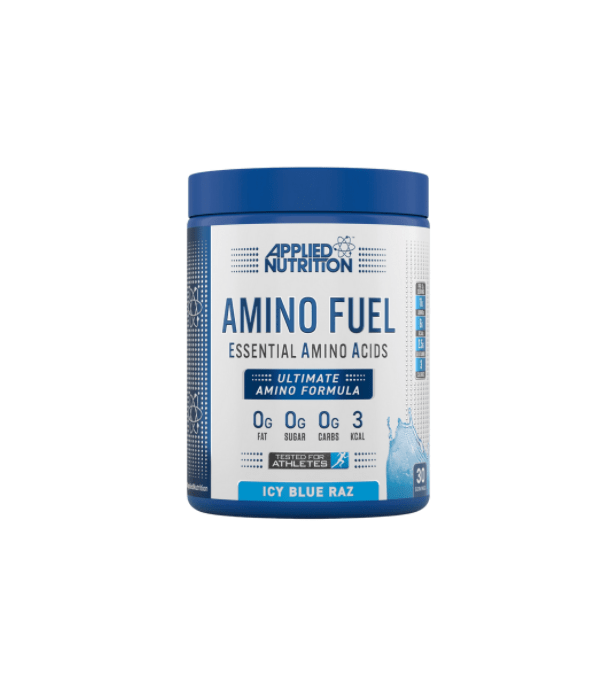 APPLIED
NUTRITION
AMINO FUEL
ESSENTIAL AMINO ACIDS
ULTIMATE
AMINO FORMULA
0G 0G 0G 3
FAT SUGAR CARBS KCAL
TESTED FOR
ATHLETES
ICY BLUE RAZ
30